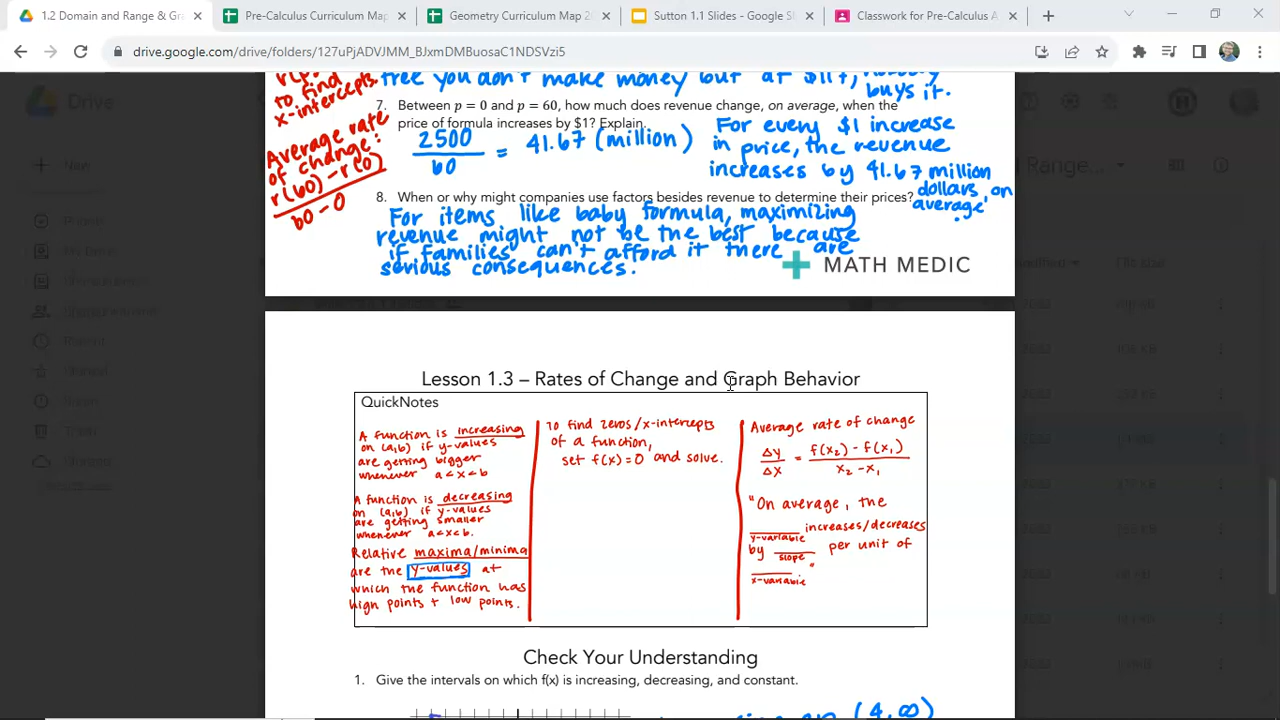 1.2 Domain and Range & Gra
Pre-Calculus Curriculum Map
Geometry Curriculum Map 2
Sutton 1.1 Slides - Google Sl
Classwork for Pre-Calculus A
drive.google.com/drive/folders/127uPjADVJMM_BJxmDMBuosaC1NDSVzi5
Drive
to find
x-intercepts.
free you don't make money but at $117, nobody
buys it.
7. Between p = 0 and p = 60, how much does revenue change, on average, when the
price of formula increases by $1? Explain.
Average rate
of change:
r(60) - r(0)
60 - 0
2500
60
= 41.67 (million)
For every $1 increase
in price, the revenue
increases by 41.67 million
dollars, on
average.
8. When or why might companies use factors besides revenue to determine their prices?
For items like baby formula, maximizing
revenue might not be the best because
if families can't afford it there are
serious consequences.
MATH MEDIC
Lesson 1.3 – Rates of Change and Graph Behavior
QuickNotes
A function is increasing
on (a,b) if y-values
are getting bigger
whenever a<x<b
A function is decreasing
on (a,b) if y-values
are getting smaller
whenever a<x<b.
Relative maxima/minima
are the y-values at
which the function has
high points + low points.
To find zeros/x-intercepts
of a function,
set f(x)=0 and solve.
Average rate of change
Δy
Δx
=
f(x₂) - f(x₁)
x₂ - x₁
"On average, the
y-variable increases/decreases
by slope per unit of
x-variable."
Check Your Understanding
1. Give the intervals on which f(x) is increasing, decreasing, and constant.
(4,∞)